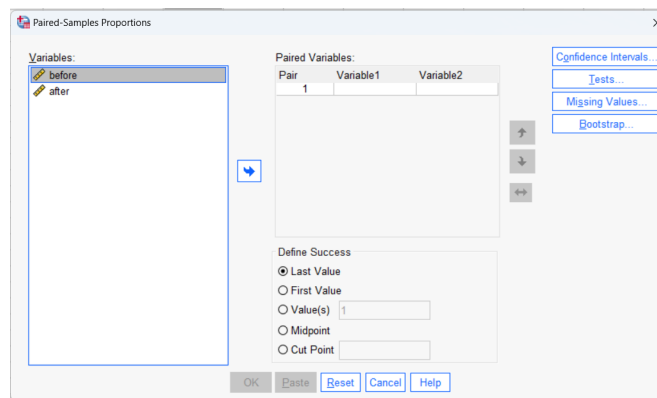 Paired-Samples Proportions
Variables:
before
after
Paired Variables:
Pair Variable1 Variable2
1
Define Success
Last Value
First Value
Value(s) 1
Midpoint
Cut Point
Confidence Intervals...
Tests...
Missing Values...
Bootstrap...
OK Paste Reset Cancel Help